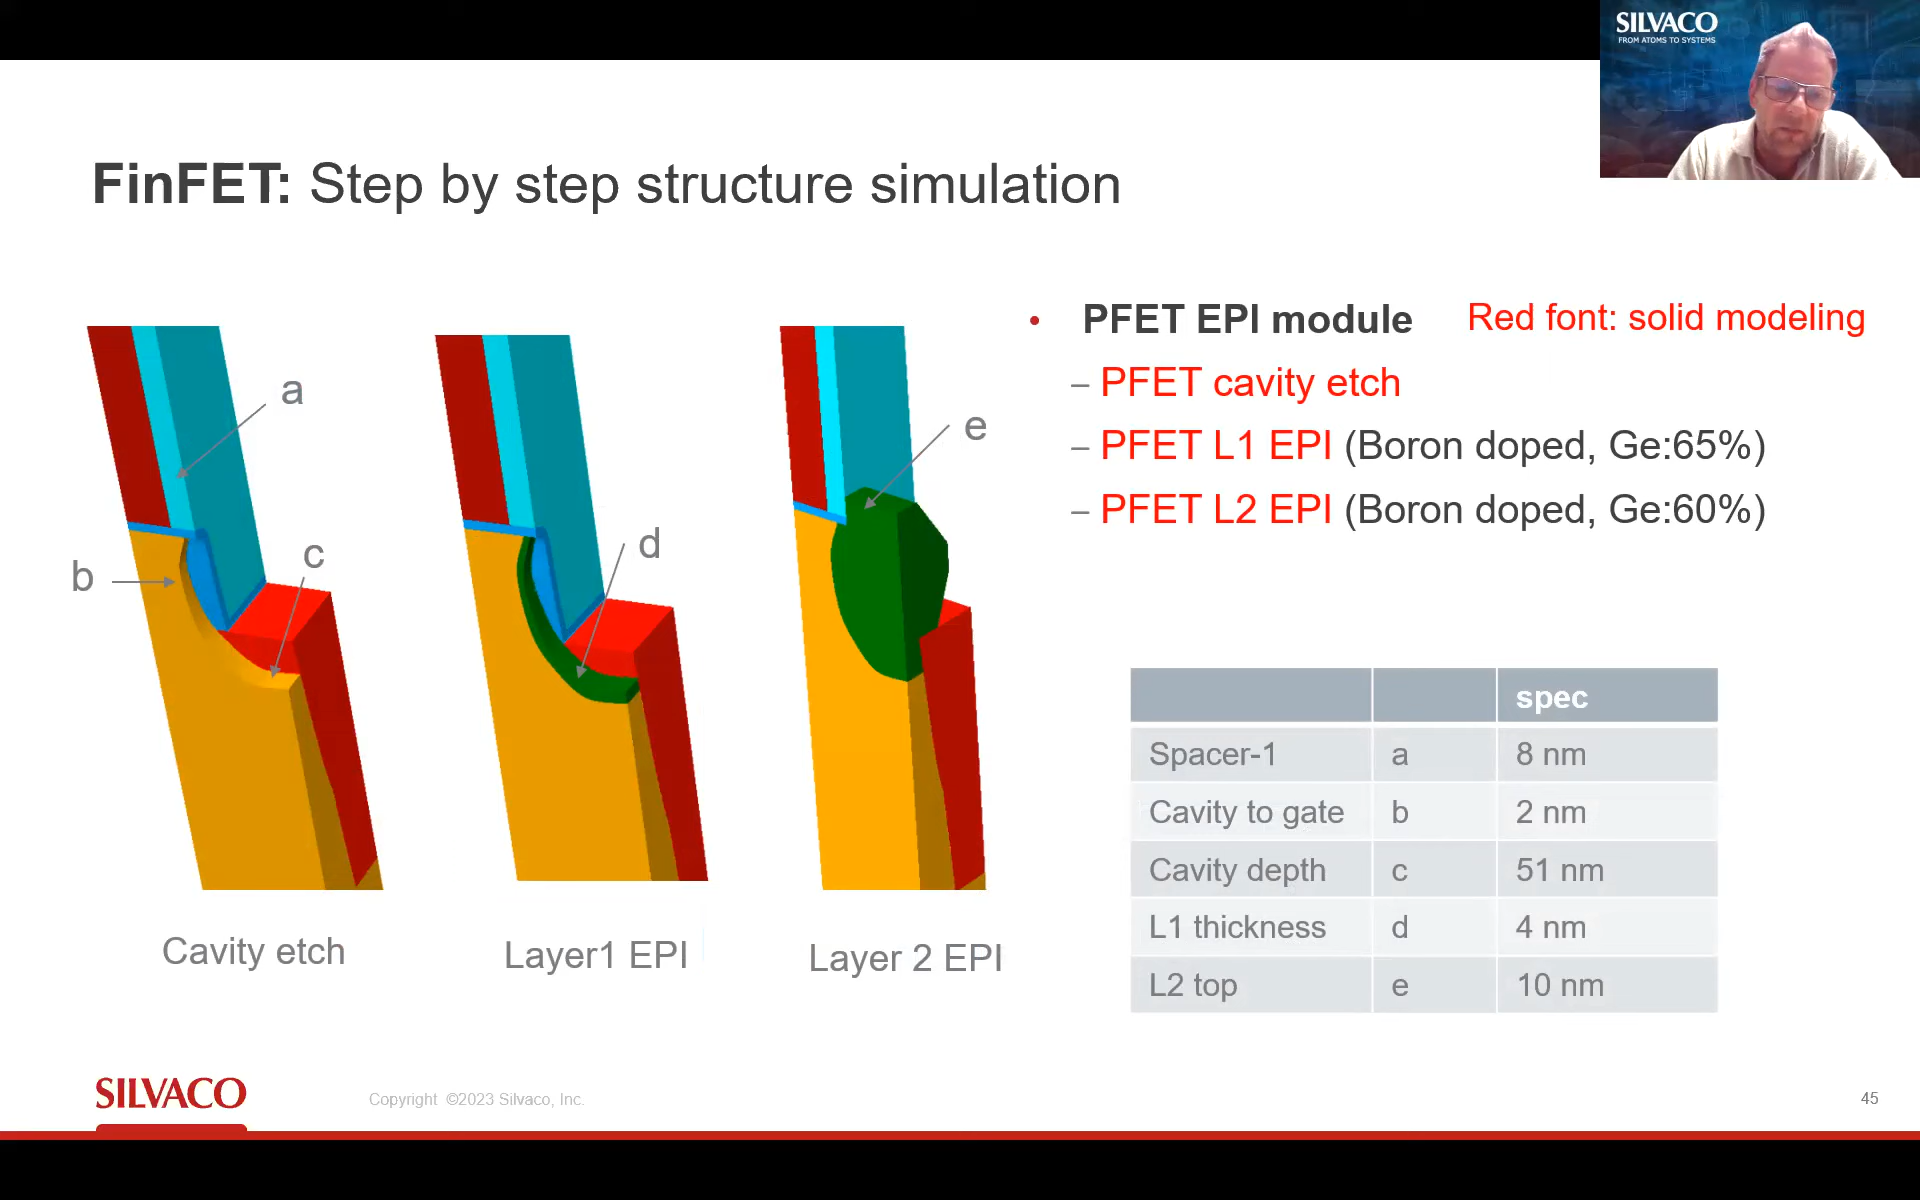 SILVACO
FROM ATOMS TO SYSTEMS
FinFET: Step by step structure simulation
a
b
c
d
e
Cavity etch
Layer1 EPI
Layer 2 EPI
• PFET EPI module Red font: solid modeling
– PFET cavity etch
– PFET L1 EPI (Boron doped, Ge:65%)
– PFET L2 EPI (Boron doped, Ge:60%)
spec
Spacer-1 a 8 nm
Cavity to gate b 2 nm
Cavity depth c 51 nm
L1 thickness d 4 nm
L2 top e 10 nm
SILVACO
Copyright ©2023 Silvaco, Inc.
45